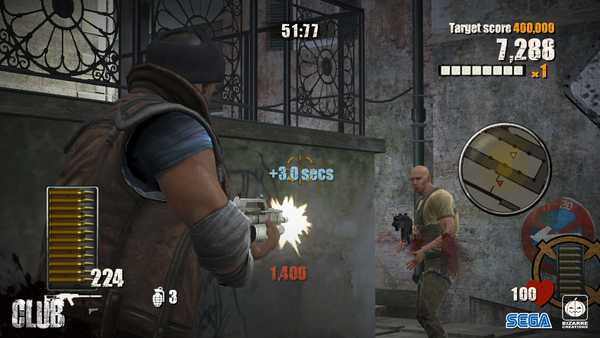 51:77
Target score 400,000
7,288
x1
+3.0 secs
1,400
224
3
100
CLUB
SEGA
BIZARRE
CREATIONS